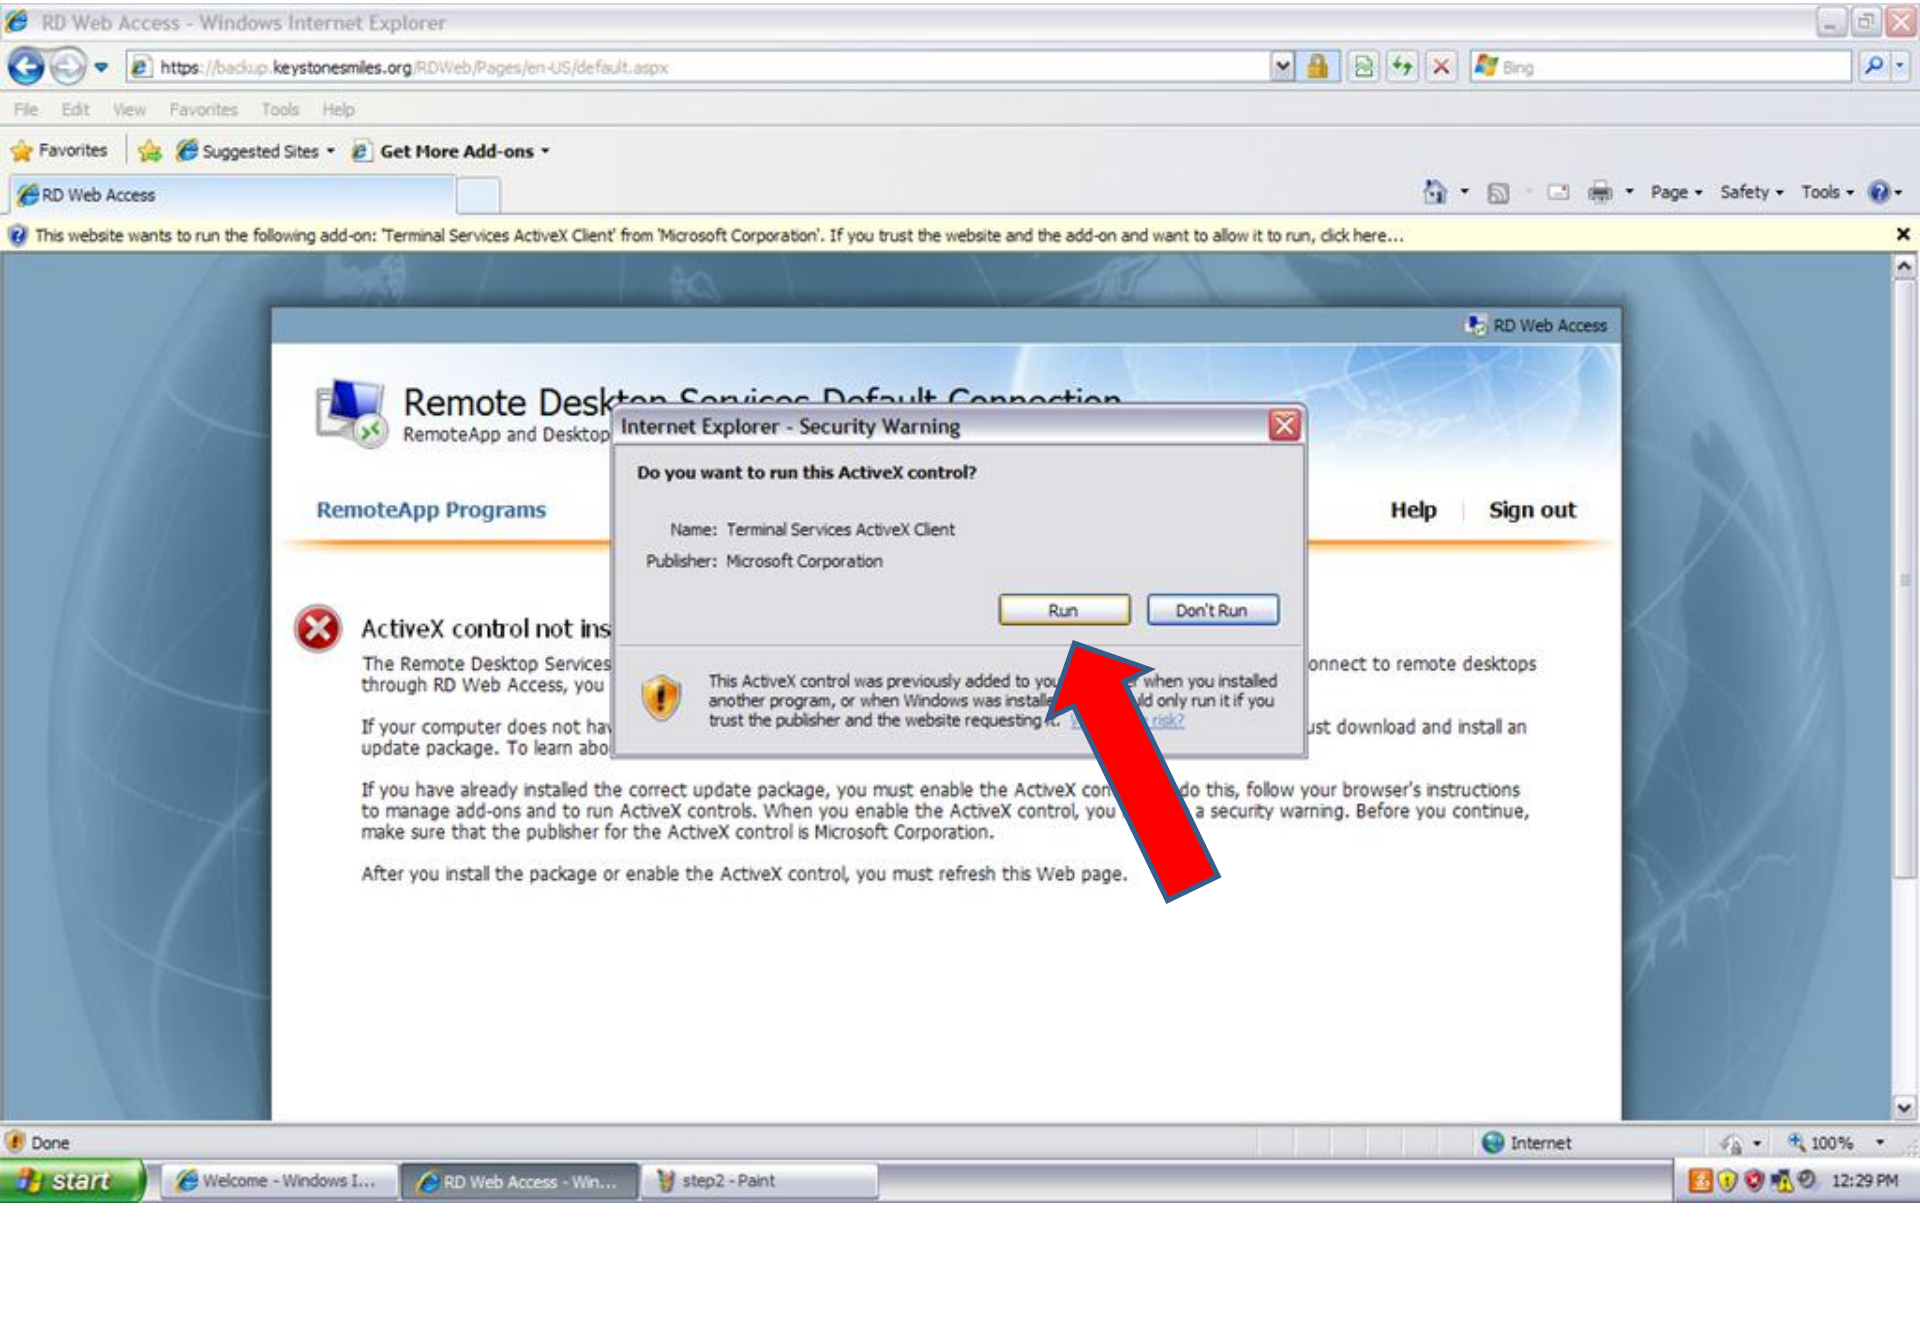 RD Web Access - Windows Internet Explorer
https://backup.keystonesmiles.org/RDWeb/Pages/en-US/default.aspx
Bing
File Edit View Favorites Tools Help
Favorites Suggested Sites Get More Add-ons
RD Web Access
Page Safety Tools
This website wants to run the following add-on: 'Terminal Services ActiveX Client' from 'Microsoft Corporation'. If you trust the website and the add-on and want to allow it to run, click here...
RD Web Access
Remote Desktop Services Default Connection
RemoteApp and Desktop
Internet Explorer - Security Warning
Do you want to run this ActiveX control?
RemoteApp Programs
Help Sign out
Name: Terminal Services ActiveX Client
Publisher: Microsoft Corporation
Run Don't Run
ActiveX control not ins
The Remote Desktop Services onnect to remote desktops
through RD Web Access, you
This ActiveX control was previously added to you when you installed
another program, or when Windows was installe ld only run it if you
trust the publisher and the website requesting it. risk?
If your computer does not hav ust download and install an
update package. To learn abo
If you have already installed the correct update package, you must enable the ActiveX con do this, follow your browser's instructions
to manage add-ons and to run ActiveX controls. When you enable the ActiveX control, you a security warning. Before you continue,
make sure that the publisher for the ActiveX control is Microsoft Corporation.
After you install the package or enable the ActiveX control, you must refresh this Web page.
Done
Internet
100%
start
Welcome - Windows I...
RD Web Access - Win...
step2 - Paint
12:29 PM